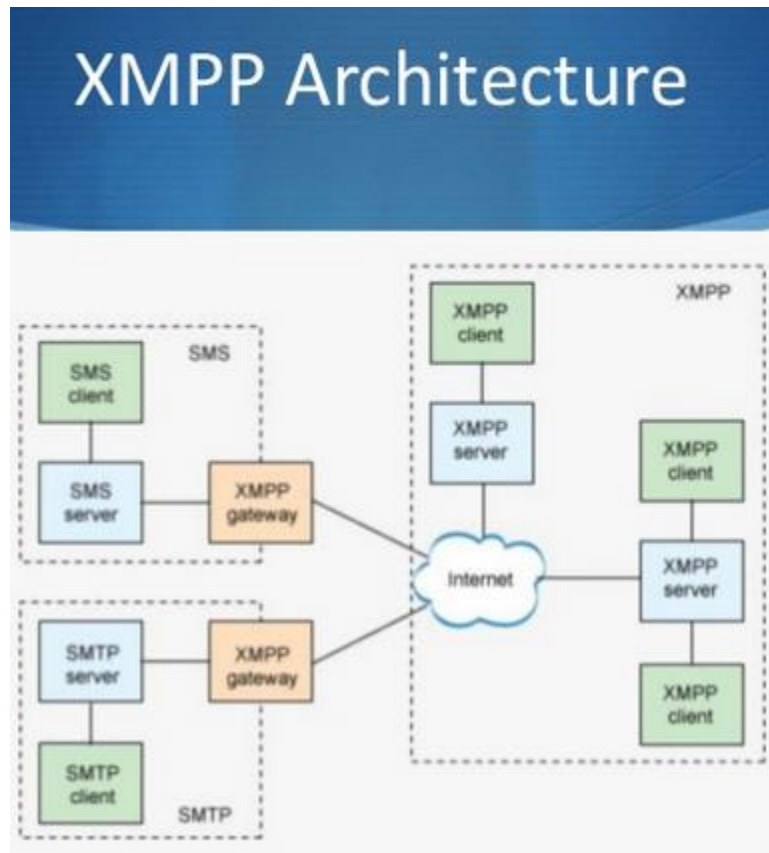 XMPP Architecture
XMPP
XMPP
client
XMPP
server
SMS
SMS
client
SMS
server
XMPP
gateway
XMPP
client
Internet
XMPP
server
SMTP
server
XMPP
gateway
XMPP
client
SMTP
client
SMTP